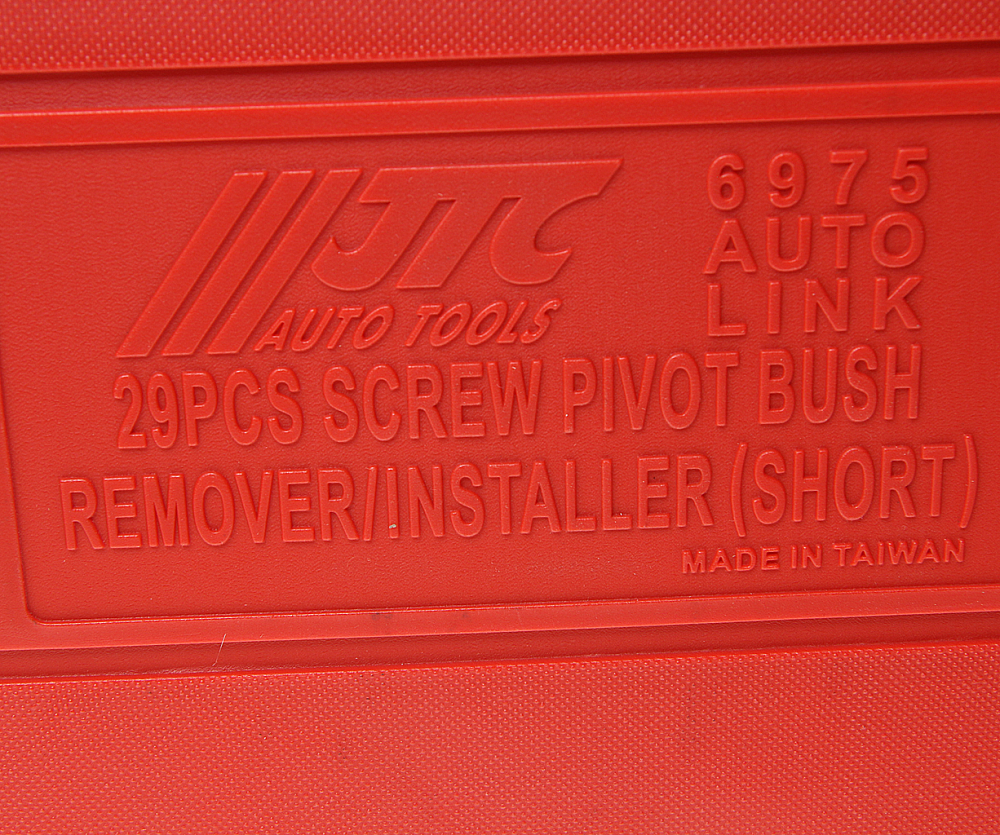 JTC
AUTO TOOLS
6975
AUTO
LINK
29PCS SCREW PIVOT BUSH
REMOVER/INSTALLER (SHORT)
MADE IN TAIWAN